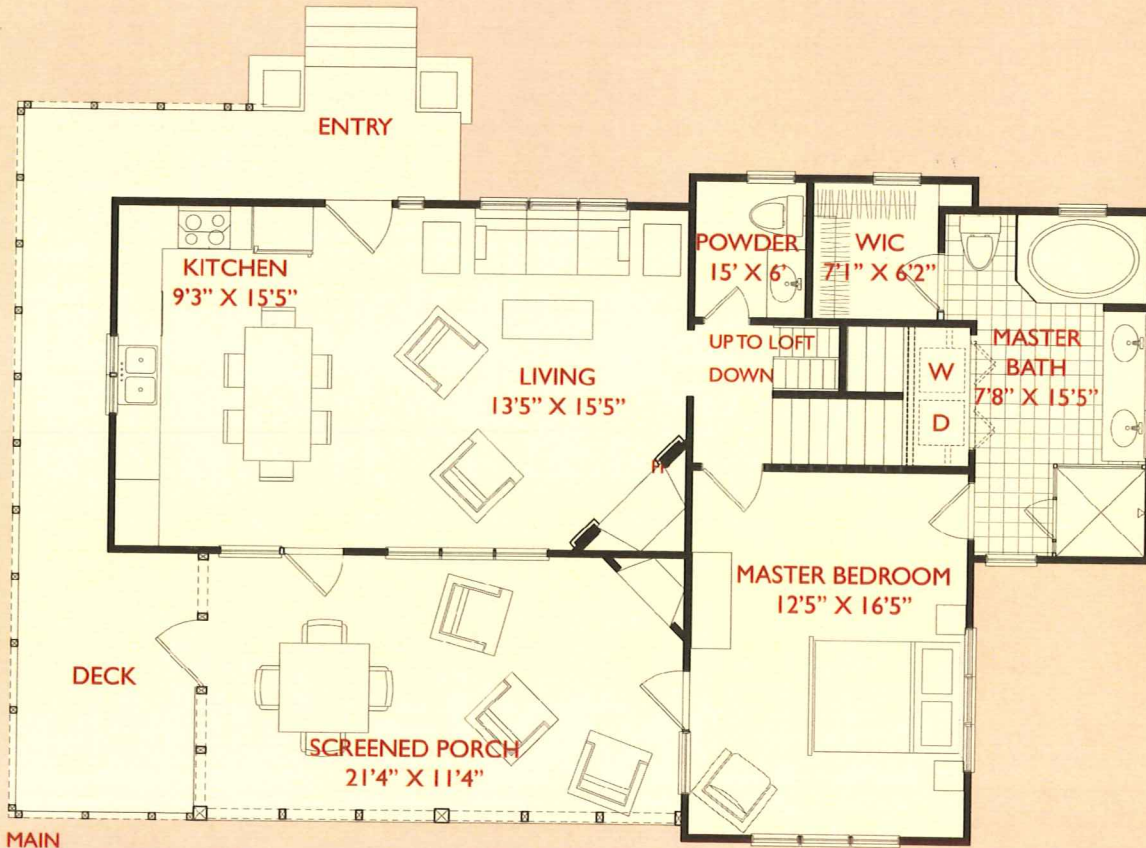 ENTRY
KITCHEN
9'3" X 15'5"
POWDER
15' X 6'
WIC
7'1" X 6'2"
UP TO LOFT
DOWN
LIVING
13'5" X 15'5"
W
D
MASTER
BATH
7'8" X 15'5"
MASTER BEDROOM
12'5" X 16'5"
DECK
SCREENED PORCH
21'4" X 11'4"
MAIN